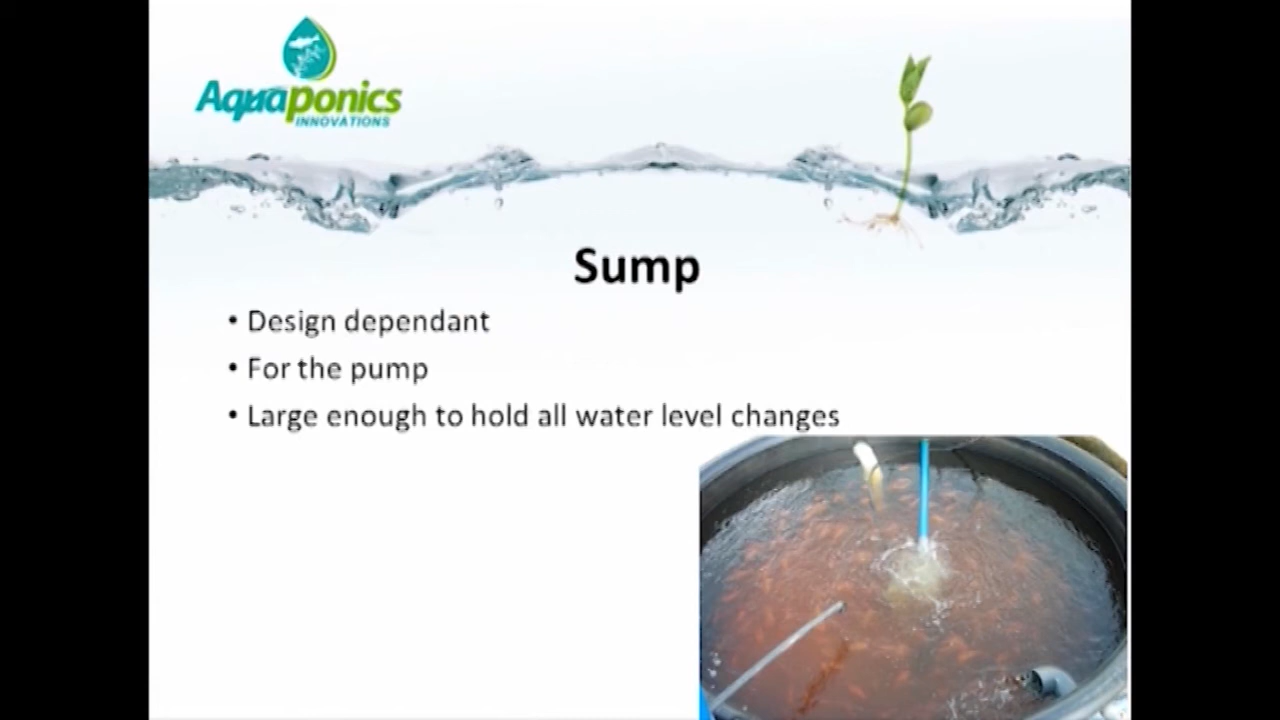 Aquaponics
INNOVATIONS
Sump
• Design dependant
• For the pump
• Large enough to hold all water level changes